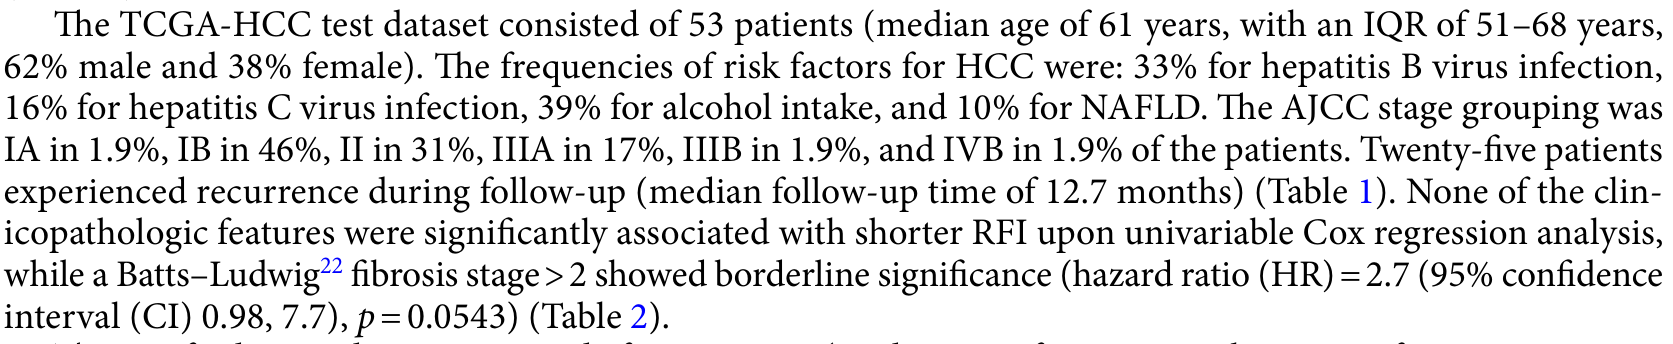 The TCGA-HCC test dataset consisted of 53 patients (median age of 61 years, with an IQR of 51–68 years,
62% male and 38% female). The frequencies of risk factors for HCC were: 33% for hepatitis B virus infection,
16% for hepatitis C virus infection, 39% for alcohol intake, and 10% for NAFLD. The AJCC stage grouping was
IA in 1.9%, IB in 46%, II in 31%, IIIA in 17%, IIIB in 1.9%, and IVB in 1.9% of the patients. Twenty-five patients
experienced recurrence during follow-up (median follow-up time of 12.7 months) (Table 1). None of the clin-
icopathologic features were significantly associated with shorter RFI upon univariable Cox regression analysis,
while a Batts–Ludwig22 fibrosis stage > 2 showed borderline significance (hazard ratio (HR) = 2.7 (95% confidence
interval (CI) 0.98, 7.7), p = 0.0543) (Table 2).